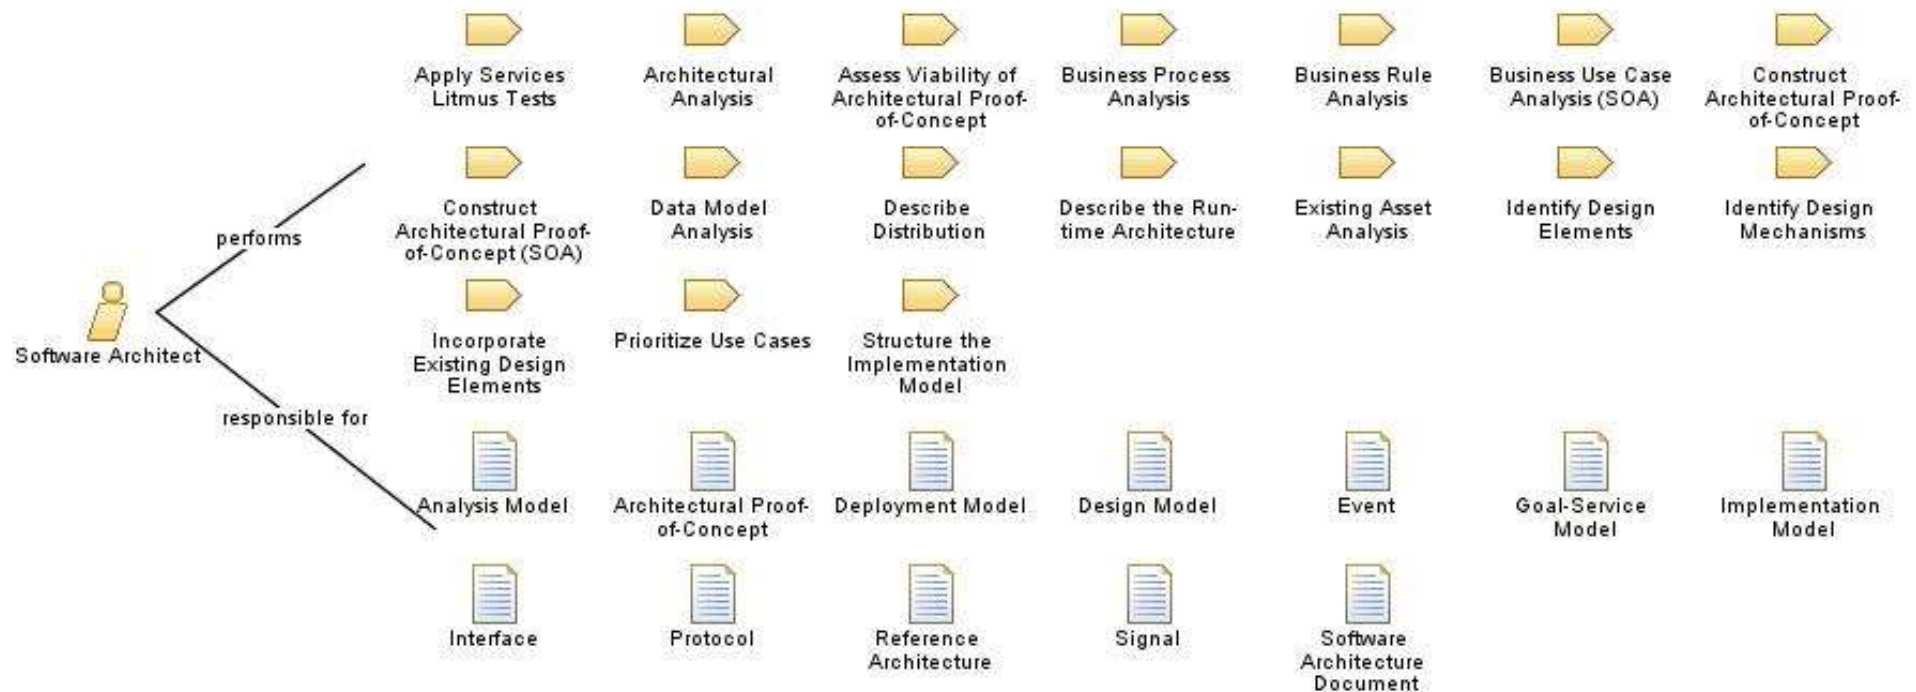 Apply Services
Litmus Tests
Architectural
Analysis
Assess Viability of
Architectural Proof-
of-Concept
Business Process
Analysis
Business Rule
Analysis
Business Use Case
Analysis (SOA)
Construct
Architectural Proof-
of-Concept
Construct
Architectural Proof-
of-Concept (SOA)
Data Model
Analysis
Describe
Distribution
Describe the Run-
time Architecture
Existing Asset
Analysis
Identify Design
Elements
Identify Design
Mechanisms
performs
Software Architect
Incorporate
Existing Design
Elements
Prioritize Use Cases
Structure the
Implementation
Model
responsible for
Analysis Model
Architectural Proof-
of-Concept
Deployment Model
Design Model
Event
Goal-Service
Model
Implementation
Model
Interface
Protocol
Reference
Architecture
Signal
Software
Architecture
Document